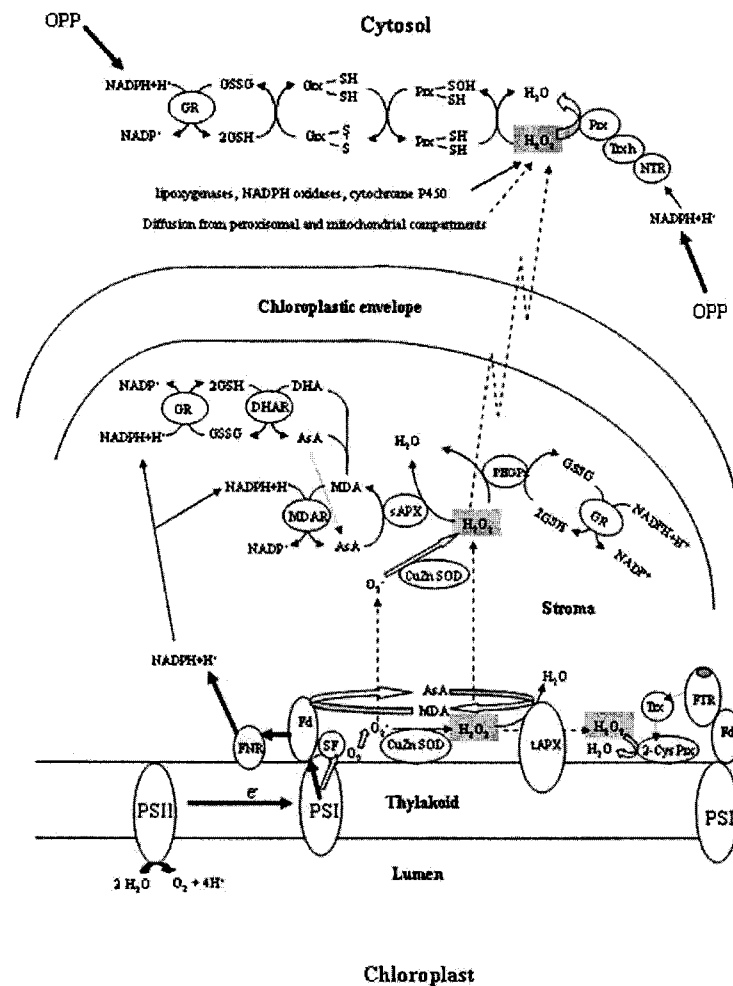 OPP
Cytosol
NADPH+H⁺ GSSG Grx SH SH Prx SOH SH H₂O
GR Prx
NADP⁺ 2GSH Grx S S Prx SH SH H₂O₂ Trxh
NTR
lipoxygenases, NADPH oxidases, cytochrome P450
Diffusion from peroxisomal and mitochondrial compartments
NADPH+H⁺
OPP
Chloroplastic envelope
NADP⁺ 2GSH DHA
GR DHAR
NADPH+H⁺ GSSG AsA
H₂O
PHGPx GSSG
NADPH+H MDA sAPX
MDAR H₂O₂ 2GSH GR NADPH+H⁺
NADP⁺ AsA NADP⁺
O₂⁻ CuZn SOD
Stroma
NADPH+H⁺
AsA H₂O
MDA
Fd Trx FTR
SF O₂ O₂⁻ H₂O₂ H₂O₂ Fd
FNR CuZn SOD tAPX H₂O 2-Cys Prx
PSII e⁻ PSI Thylakoid PSI
2 H₂O O₂ + 4H⁺
Lumen
Chloroplast